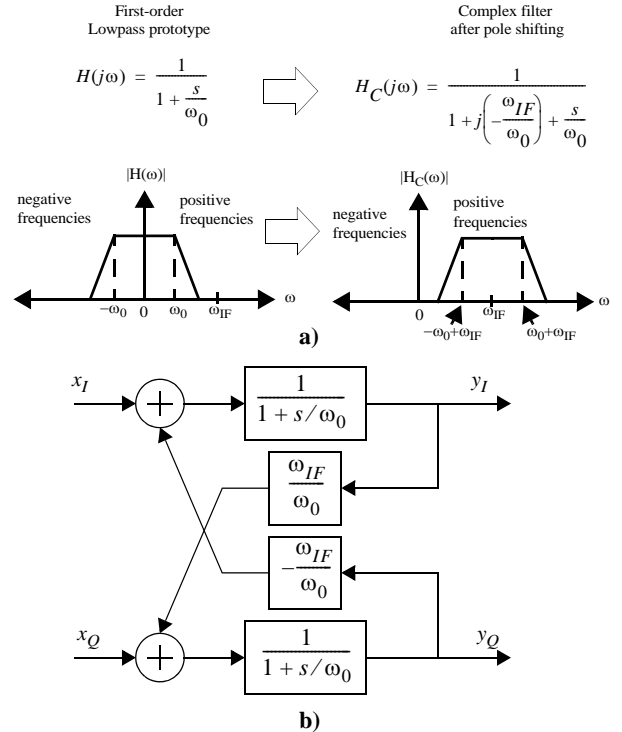 First-order
Lowpass prototype
Complex filter
after pole shifting
H(jω) = 1 / (1 + s/ω0)
HC(jω) = 1 / (1 + j(-ωIF/ω0) + s/ω0)
|H(ω)|
negative
frequencies
positive
frequencies
−ω0 0 ω0 ωIF ω
|HC(ω)|
negative
frequencies
positive
frequencies
0 ωIF ω
−ω0+ωIF ω0+ωIF
a)
xI + 1 / (1 + s/ω0) yI
ωIF/ω0
−ωIF/ω0
xQ + 1 / (1 + s/ω0) yQ
b)